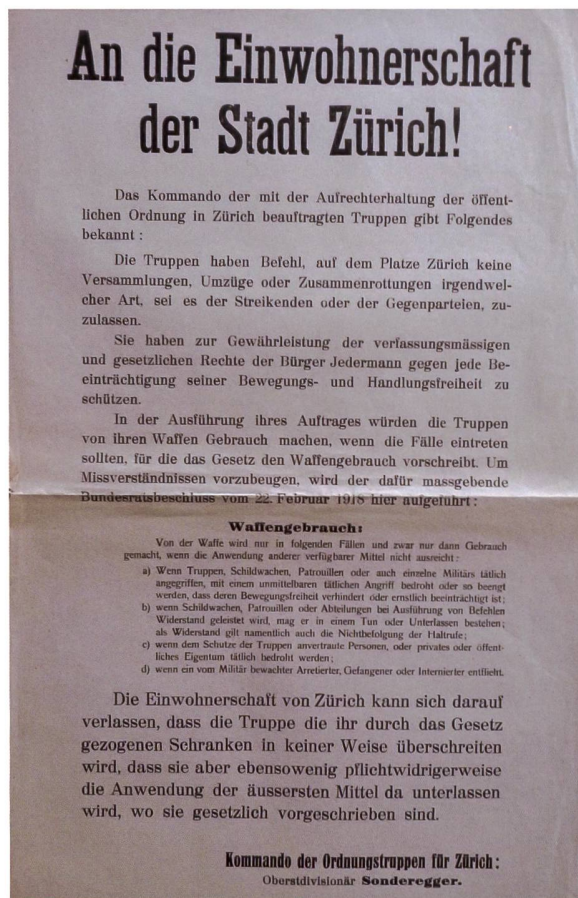 An die Einwohnerschaft
der Stadt Zürich!
Das Kommando der mit der Aufrechterhaltung der öffent-
lichen Ordnung in Zürich beauftragten Truppen gibt Folgendes
bekannt:
Die Truppen haben Befehl, auf dem Platze Zürich keine
Versammlungen, Umzüge oder Zusammenrottungen irgendwel-
cher Art, sei es der Streikenden oder der Gegenparteien, zu-
zulassen.
Sie haben zur Gewährleistung der verfassungsmässigen
und gesetzlichen Rechte der Bürger Jedermann gegen jede Be-
einträchtigung seiner Bewegungs- und Handlungsfreiheit zu
schützen.
In der Ausführung ihres Auftrages würden die Truppen
von ihren Waffen Gebrauch machen, wenn die Fälle eintreten
sollten, für die das Gesetz den Waffengebrauch vorschreibt. Um
Missverständnissen vorzubeugen, wird der dafür massgebende
Bundesratsbeschluss vom 22. Februar 1918 hier aufgeführt:
Waffengebrauch:
Von der Waffe wird nur in folgenden Fällen und zwar nur dann Gebrauch
gemacht, wenn die Anwendung anderer verfügbarer Mittel nicht ausreicht:
a) Wenn Truppen, Schildwachen, Patrouillen oder auch einzelne Militärs tätlich
angegriffen, mit einem unmittelbaren tätlichen Angriff bedroht oder so beengt
werden, dass deren Bewegungsfreiheit verhindert oder ernstlich beeinträchtigt ist;
b) wenn Schildwachen, Patrouillen oder Abteilungen bei Ausführung von Befehlen
Widerstand geleistet wird, mag er in einem Tun oder Unterlassen bestehen;
als Widerstand gilt namentlich auch die Nichtbefolgung der Haltrufe;
c) wenn dem Schutze der Truppen anvertraute Personen, oder privates oder öffent-
liches Eigentum tätlich bedroht werden;
d) wenn ein vom Militär bewachter Arretierter, Gefangener oder Internierter entflieht.
Die Einwohnerschaft von Zürich kann sich darauf
verlassen, dass die Truppe die ihr durch das Gesetz
gezogenen Schranken in keiner Weise überschreiten
wird, dass sie aber ebensowenig pflichtwidrigerweise
die Anwendung der äussersten Mittel da unterlassen
wird, wo sie gesetzlich vorgeschrieben sind.
Kommando der Ordnungstruppen für Zürich:
Oberstdivisionär Sonderegger.